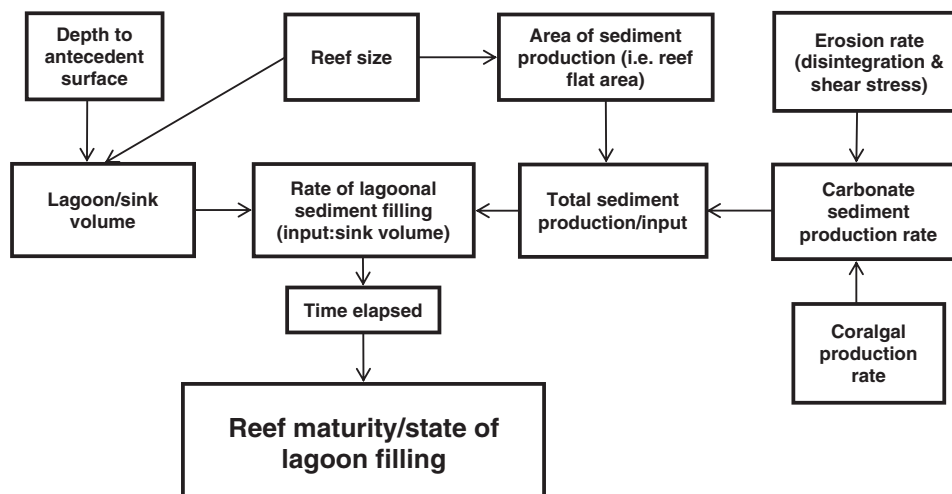 Depth to
antecedent
surface
Reef size
Area of sediment
production (i.e. reef
flat area)
Erosion rate
(disintegration &
shear stress)
Lagoon/sink
volume
Rate of lagoonal
sediment filling
(input:sink volume)
Total sediment
production/input
Carbonate
sediment
production rate
Time elapsed
Coralgal
production
rate
Reef maturity/state of
lagoon filling